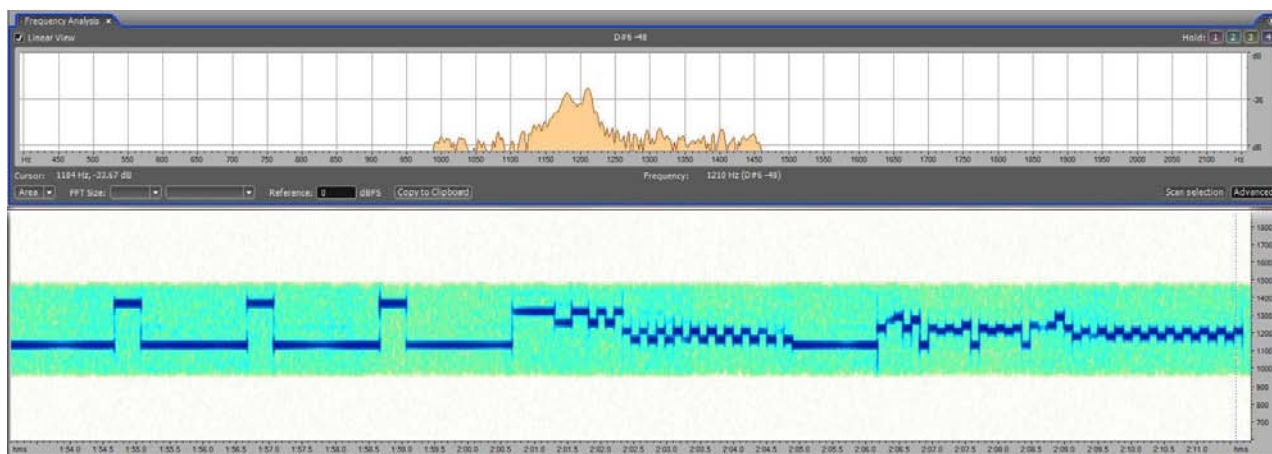 Frequency Analysis x
Linear View D#6 -48 Hold: 1 2 3 4
dB
-36
dB
Hz 450 500 550 600 650 700 750 800 850 900 950 1000 1050 1100 1150 1200 1250 1300 1350 1400 1450 1500 1550 1600 1650 1700 1750 1800 1850 1900 1950 2000 2050 2100 Hz
Cursor: 1184 Hz, -33.67 dB Frequency: 1210 Hz (D#6 -48)
Area FFT Size: Reference: 0 dBFS Copy to Clipboard Scan selection Advanced
1800
1700
1600
1500
1400
1300
1200
1100
1000
900
800
700
hms 1:54.0 1:54.5 1:55.0 1:55.5 1:56.0 1:56.5 1:57.0 1:57.5 1:58.0 1:58.5 1:59.0 1:59.5 2:00.0 2:00.5 2:01.0 2:01.5 2:02.0 2:02.5 2:03.0 2:03.5 2:04.0 2:04.5 2:05.0 2:05.5 2:06.0 2:06.5 2:07.0 2:07.5 2:08.0 2:08.5 2:09.0 2:09.5 2:10.0 2:10.5 2:11.0 hms